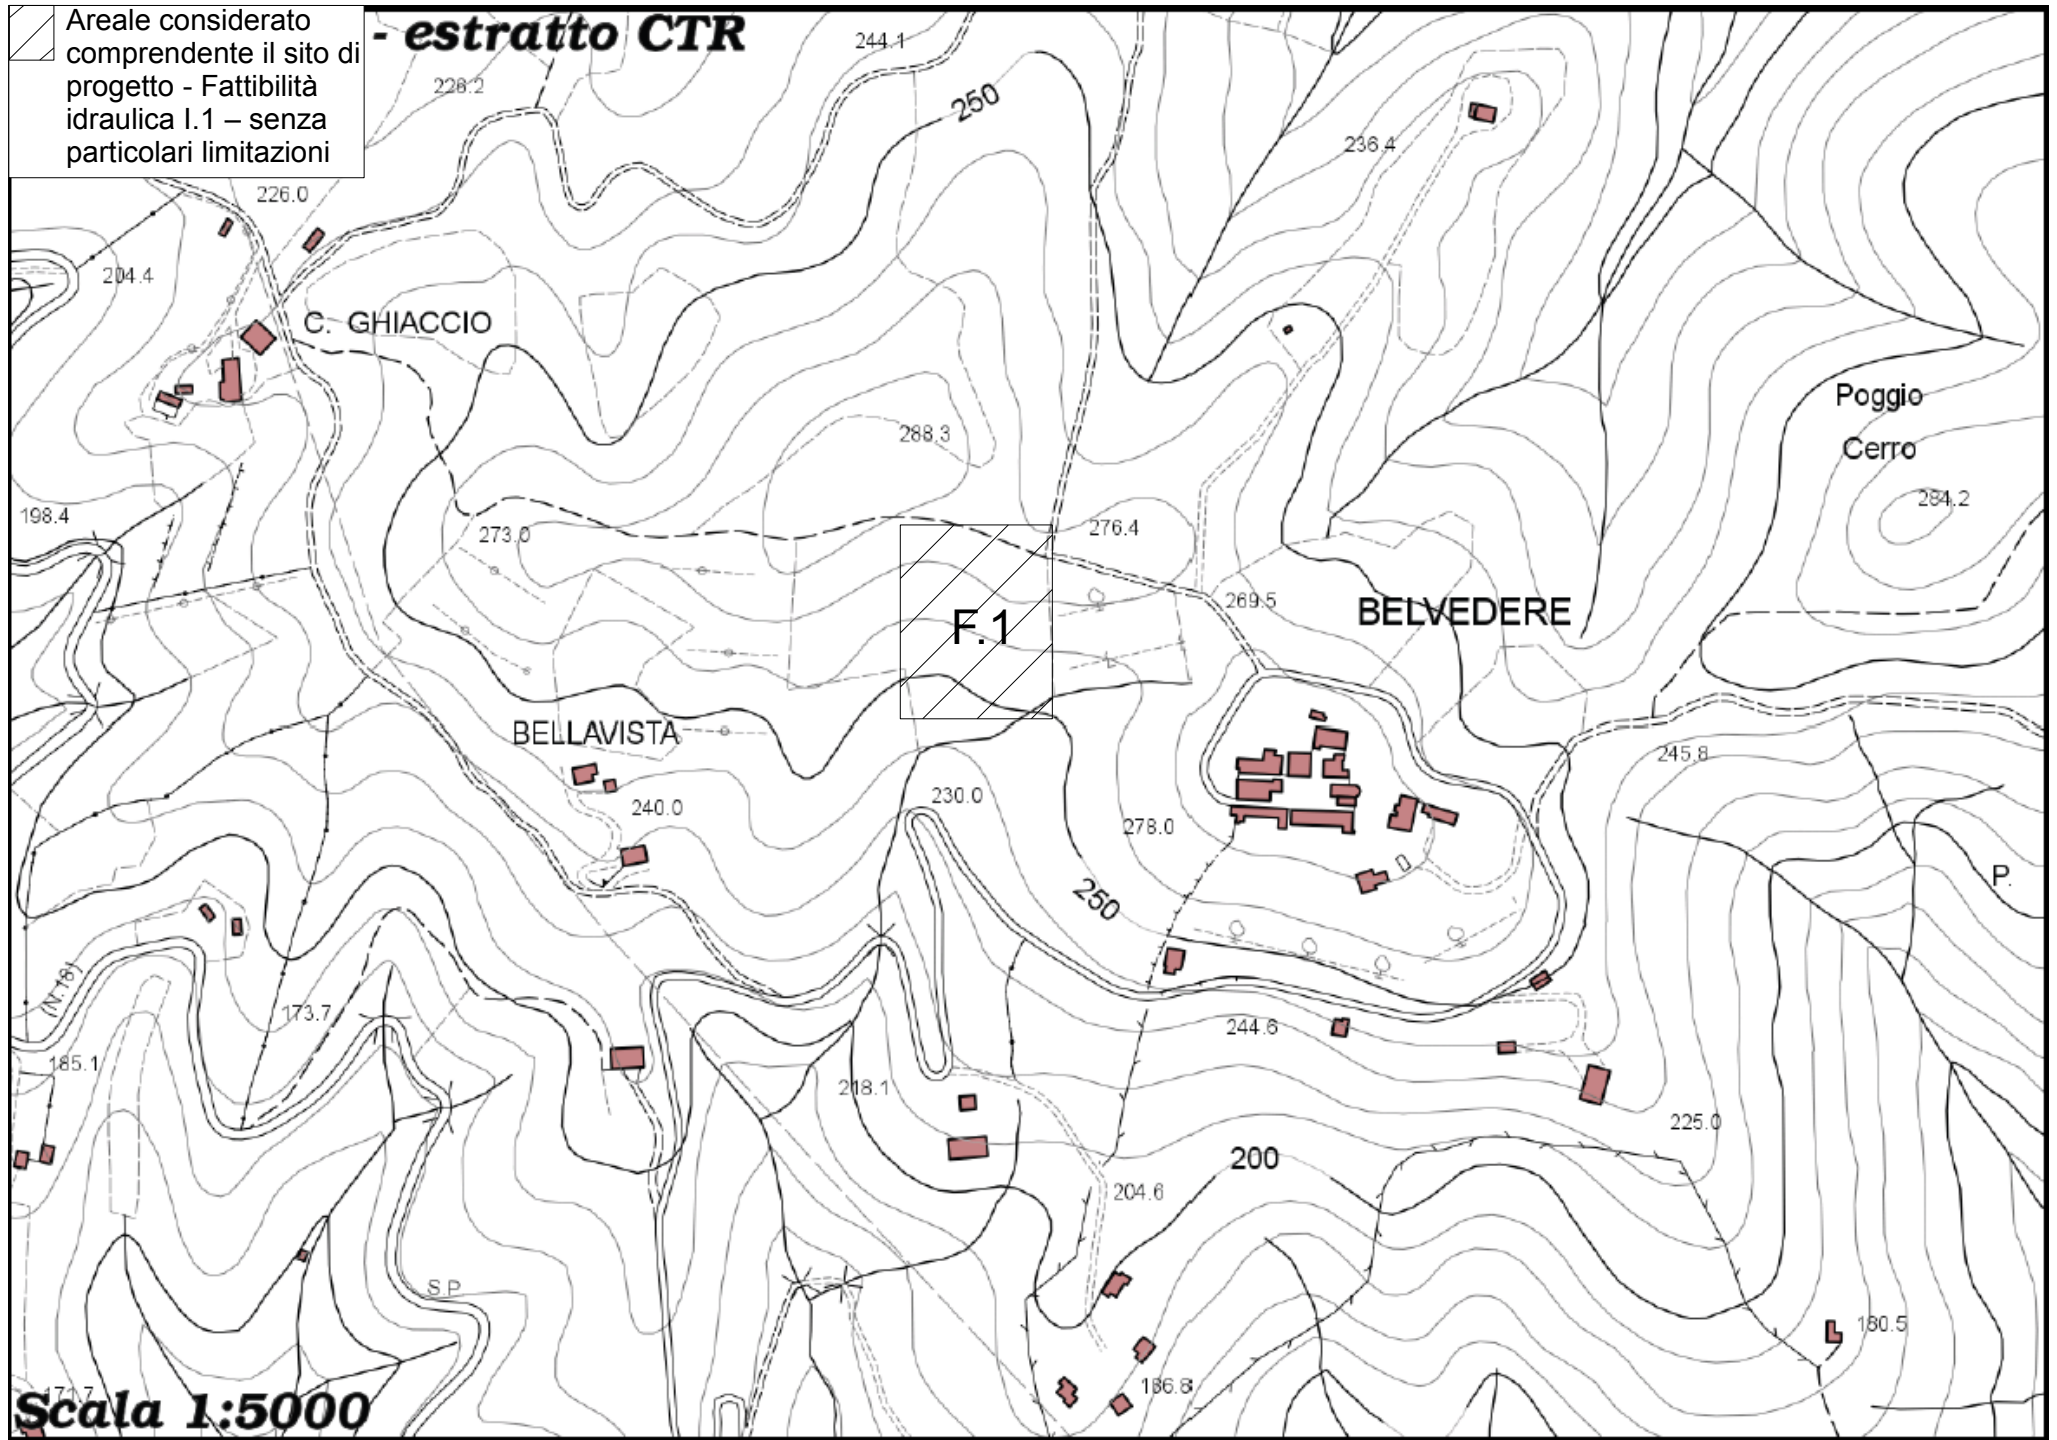 Areale considerato
comprendente il sito di
progetto - Fattibilità
idraulica I.1 – senza
particolari limitazioni
- estratto CTR
244.1
226.2
250
236.4
226.0
204.4
C. GHIACCIO
Poggio
Cerro
288.3
284.2
198.4
273.0
276.4
269.5
BELVEDERE
F.1
BELLAVISTA
245.8
240.0
230.0
278.0
250
P.
(N.18)
173.7
244.6
185.1
218.1
225.0
200
204.6
S.P
180.5
186.8
171.7
Scala 1:5000